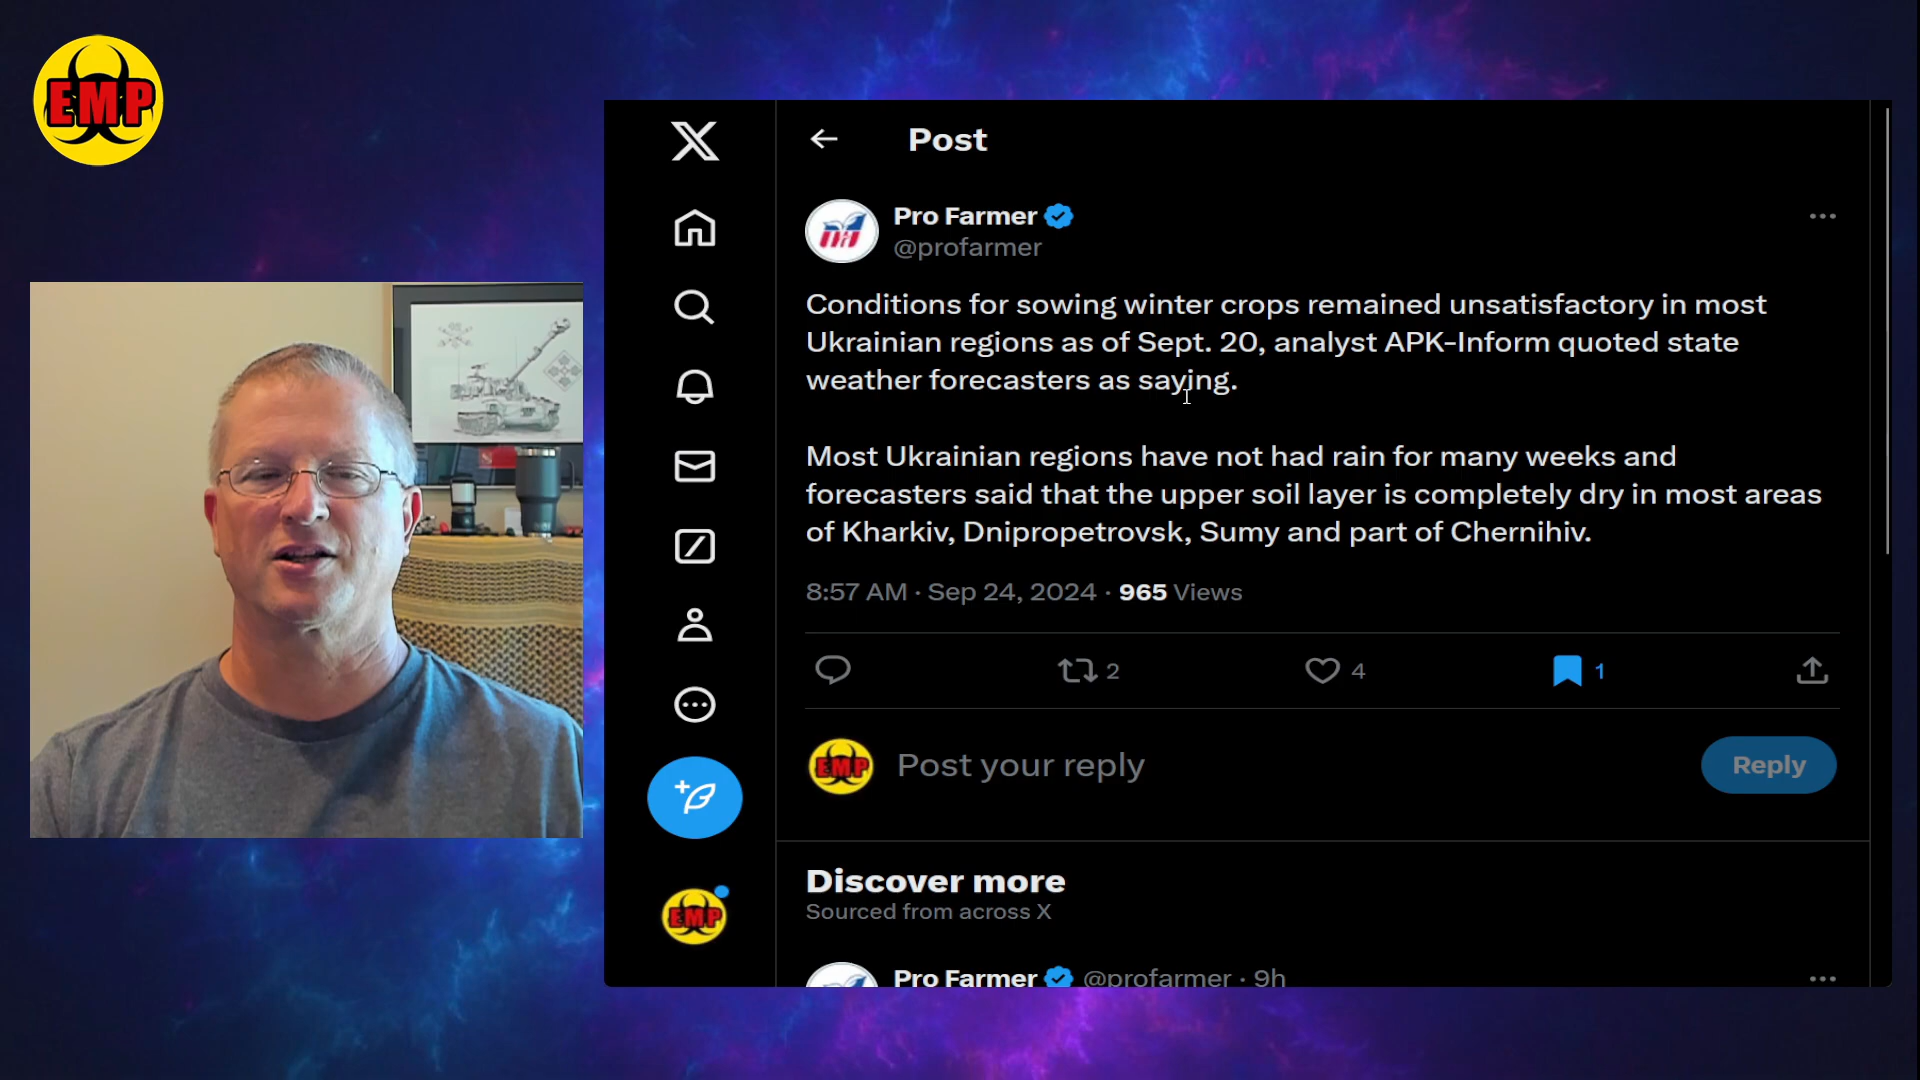 EMP
Post
Pro Farmer
@profarmer
Conditions for sowing winter crops remained unsatisfactory in most
Ukrainian regions as of Sept. 20, analyst APK-Inform quoted state
weather forecasters as saying.
Most Ukrainian regions have not had rain for many weeks and
forecasters said that the upper soil layer is completely dry in most areas
of Kharkiv, Dnipropetrovsk, Sumy and part of Chernihiv.
8:57 AM · Sep 24, 2024 · 965 Views
2
4
1
EMP
Post your reply
Reply
Discover more
Sourced from across X
EMP
Pro Farmer @profarmer · 9h